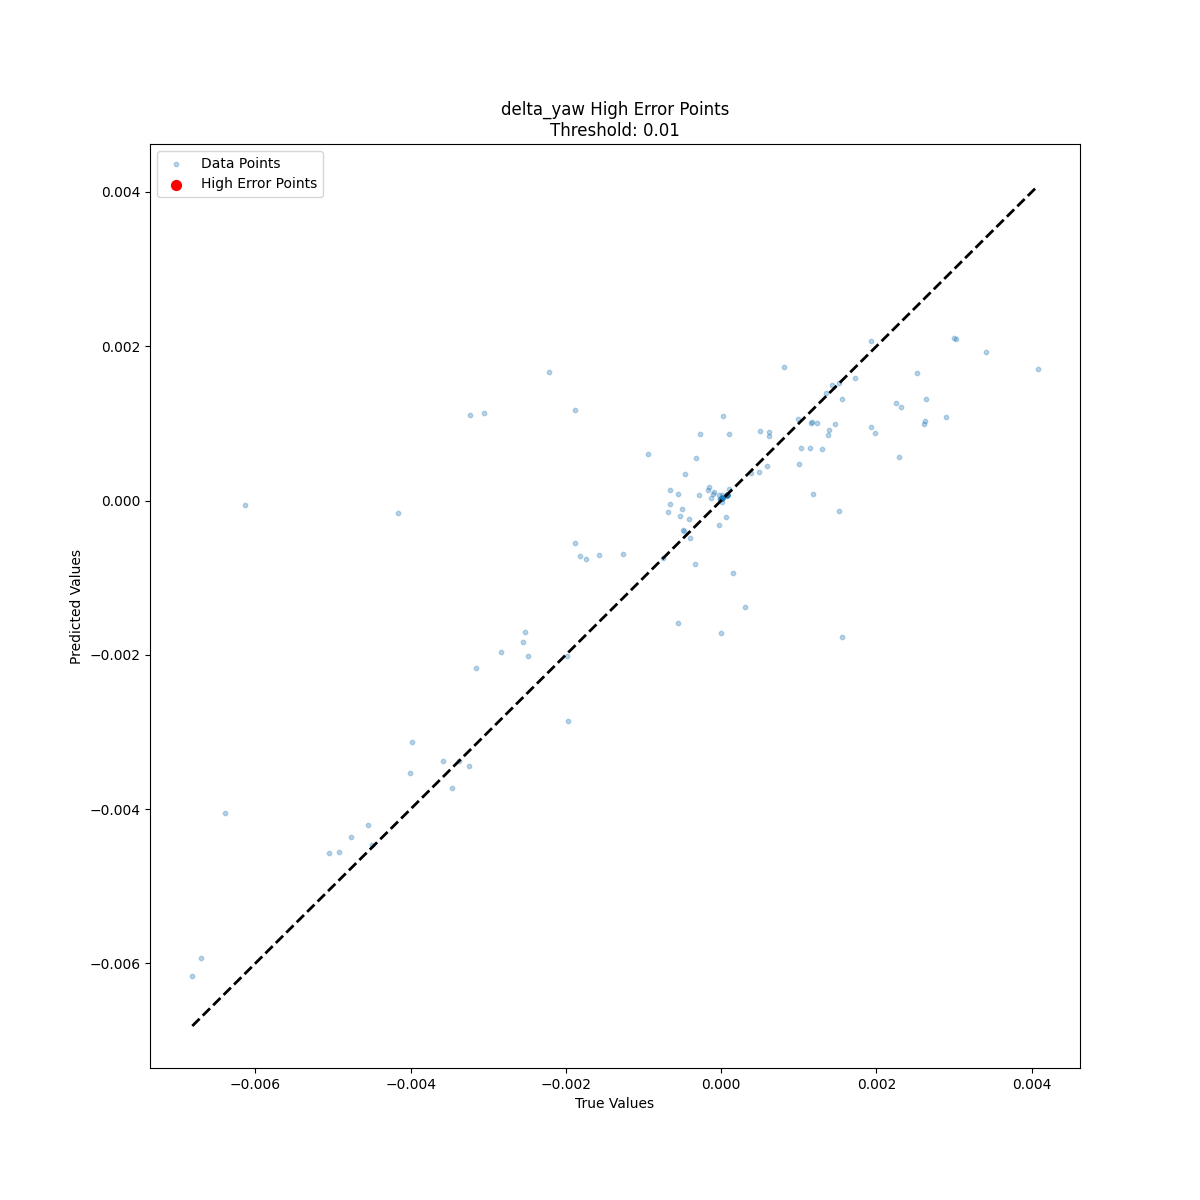 delta_yaw High Error Points
Threshold: 0.01
Data Points
High Error Points
0.004
0.002
0.000
−0.002
−0.004
−0.006
Predicted Values
−0.006
−0.004
−0.002
0.000
0.002
0.004
True Values